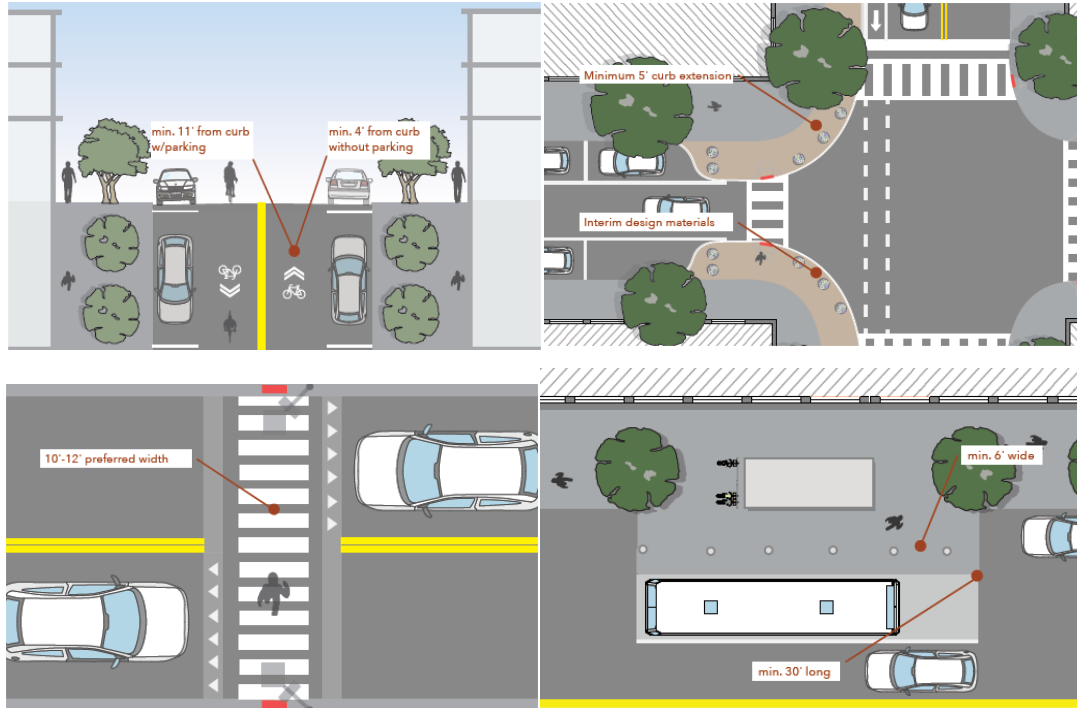 min. 11' from curb
w/parking
min. 4' from curb
without parking
Minimum 5' curb extension
Interim design materials
10'-12' preferred width
min. 6' wide
min. 30' long